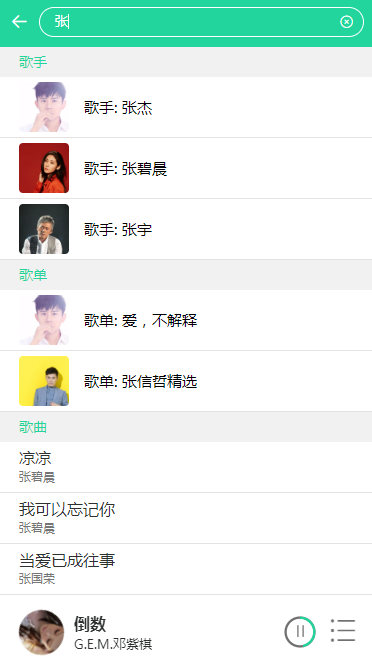 张
歌手
歌手: 张杰
歌手: 张碧晨
歌手: 张宇
歌单
歌单: 爱，不解释
歌单: 张信哲精选
歌曲
凉凉
张碧晨
我可以忘记你
张碧晨
当爱已成往事
张国荣
倒数
G.E.M.邓紫棋